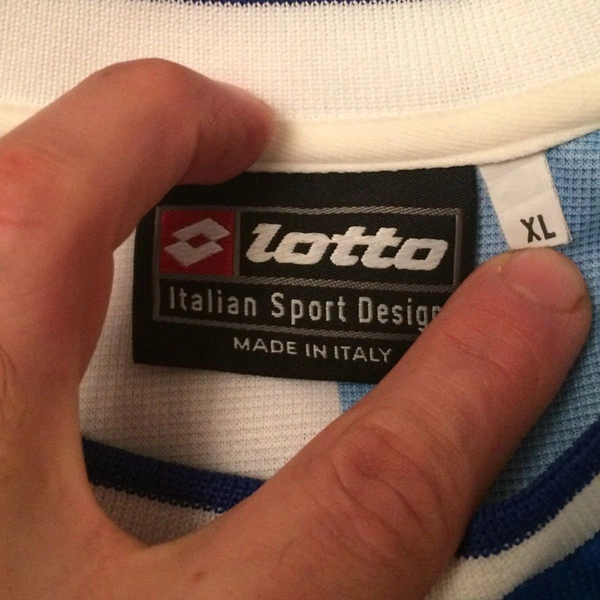 XL
lotto
Italian Sport Design
MADE IN ITALY